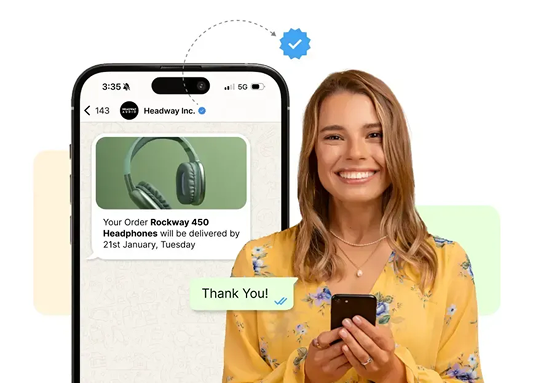 3:35
5G
143
Headway Inc.
Your Order Rockway 450
Headphones will be delivered by
21st January, Tuesday
Thank You!